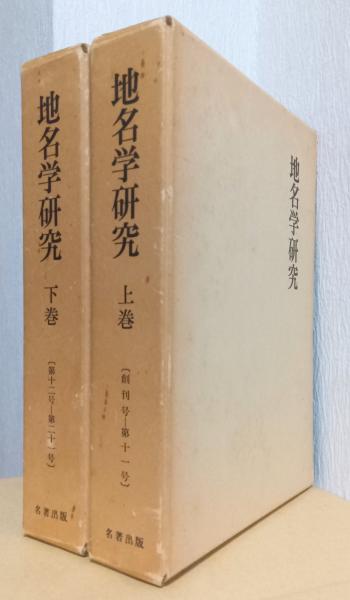 地名学研究
下巻
〔第十二号―第二十一号〕
名著出版
地名学研究
上巻
〔創刊号―第十一号〕
名著出版
地名学研究